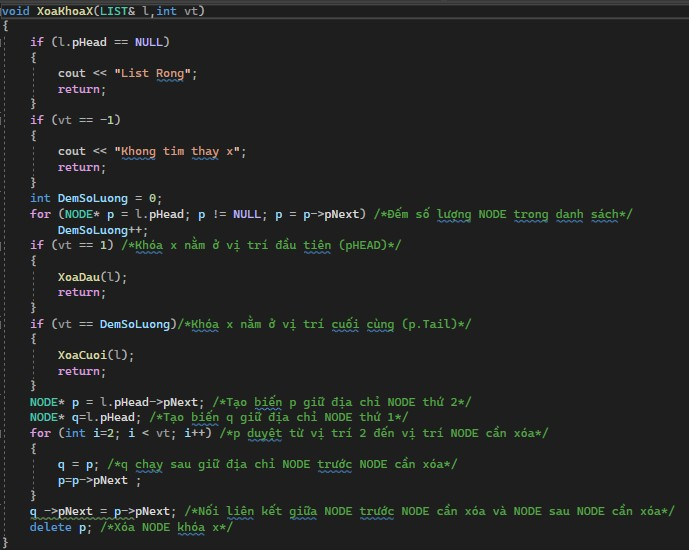 void XoaKhoaX(LIST& l,int vt)
{
if (l.pHead == NULL)
{
cout << "List Rong";
return;
}
if (vt == -1)
{
cout << "Khong tim thay x";
return;
}
int DemSoLuong = 0;
for (NODE* p = l.pHead; p != NULL; p = p->pNext) /*Đếm số lượng NODE trong danh sách*/
DemSoLuong++;
if (vt == 1) /*Khóa x nằm ở vị trí đầu tiên (pHEAD)*/
{
XoaDau(l);
return;
}
if (vt == DemSoLuong)/*Khóa x nằm ở vị trí cuối cùng (p.Tail)*/
{
XoaCuoi(l);
return;
}
NODE* p = l.pHead->pNext; /*Tạo biến p giữ địa chỉ NODE thứ 2*/
NODE* q=l.pHead; /*Tạo biến q giữ địa chỉ NODE thứ 1*/
for (int i=2; i < vt; i++) /*p duyệt từ vị trí 2 đến vị trí NODE cần xóa*/
{
q = p; /*q chạy sau giữ địa chỉ NODE trước NODE cần xóa*/
p=p->pNext ;
}
q ->pNext = p->pNext; /*Nối liên kết giữa NODE trước NODE cần xóa và NODE sau NODE cần xóa*/
delete p; /*Xóa NODE khóa x*/
}